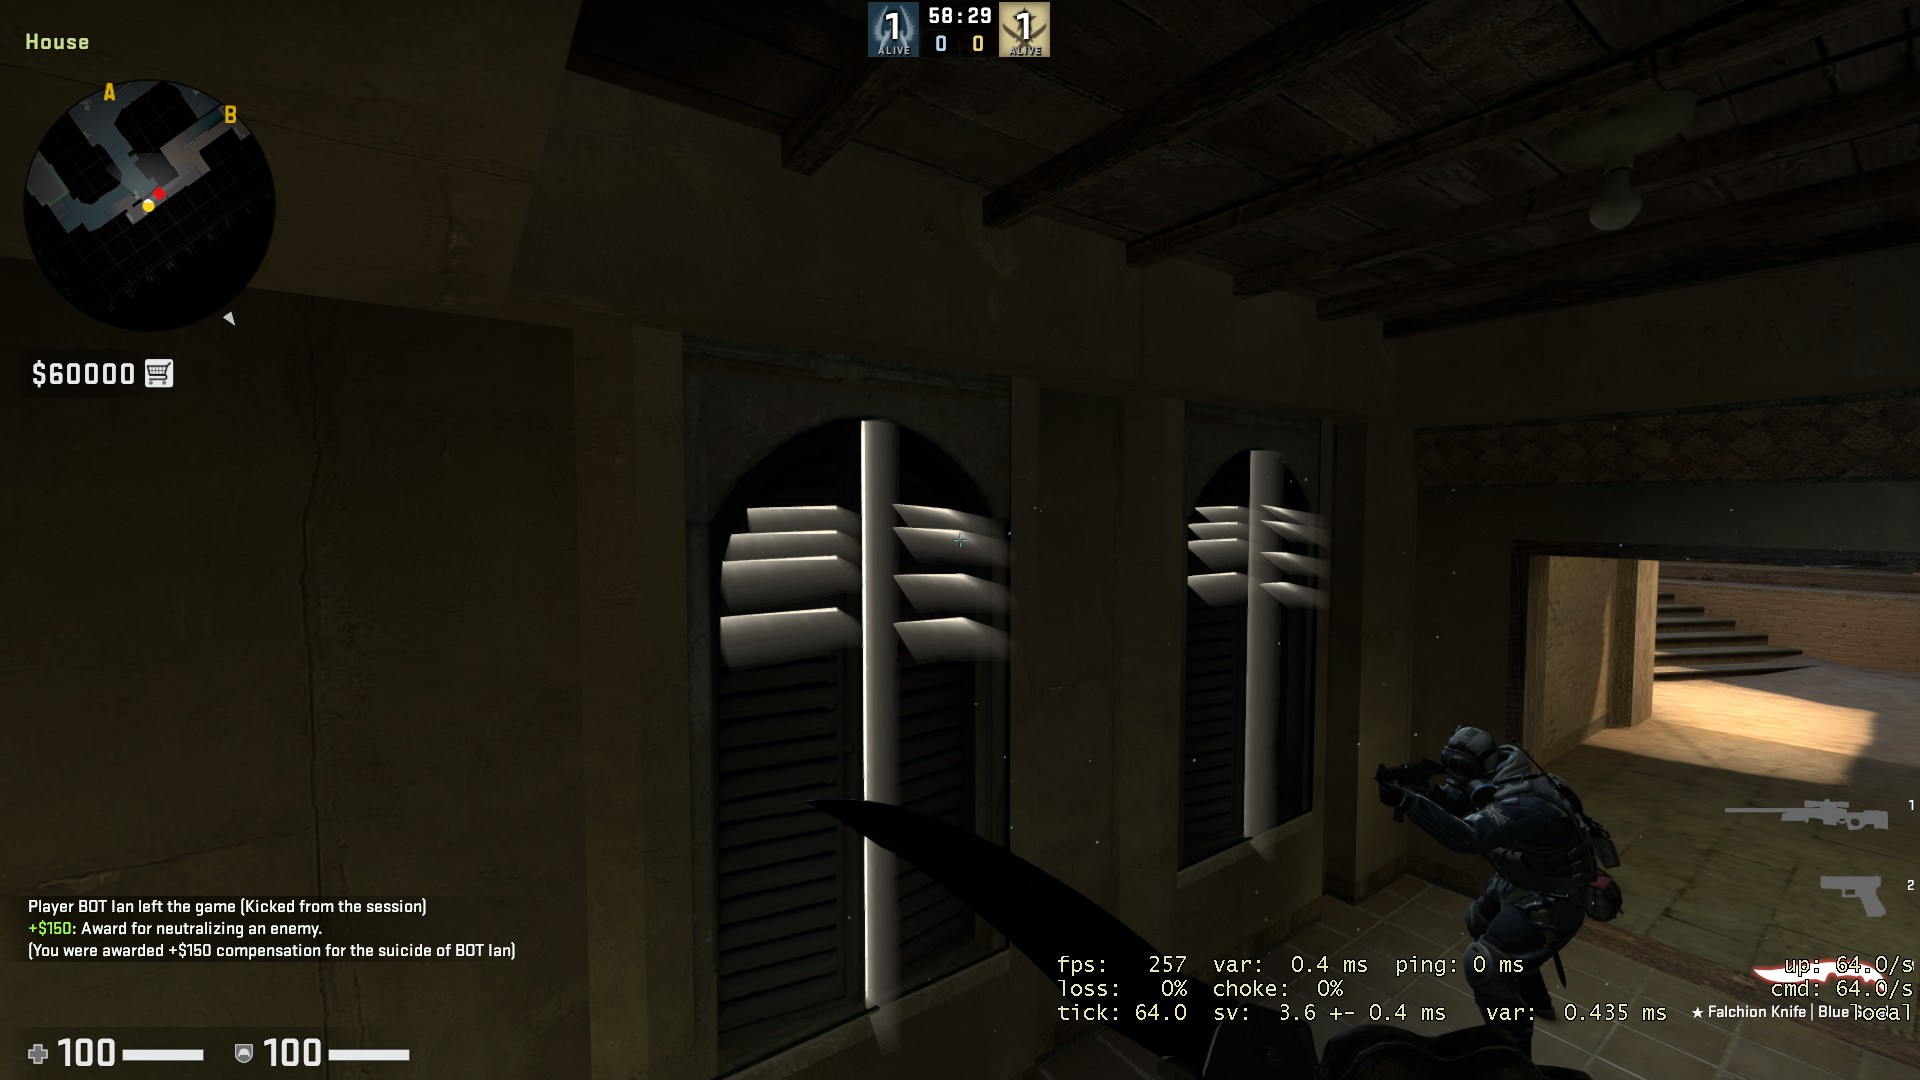 House
1 58:29 1
ALIVE 0 0 ALIVE
A
B
$60000
1
2
Player BOT Ian left the game (Kicked from the session)
+$150: Award for neutralizing an enemy.
(You were awarded +$150 compensation for the suicide of BOT Ian)
fps: 257 var: 0.4 ms ping: 0 ms up: 64.0/s
loss: 0% choke: 0% cmd: 64.0/s
tick: 64.0 sv: 3.6 +- 0.4 ms var: 0.435 ms local
★ Falchion Knife | Blue
100 100